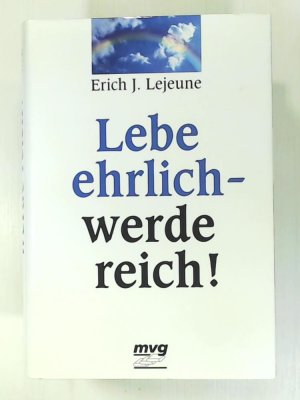 Erich J. Lejeune
Lebe
ehrlich-
werde
reich!
mvg